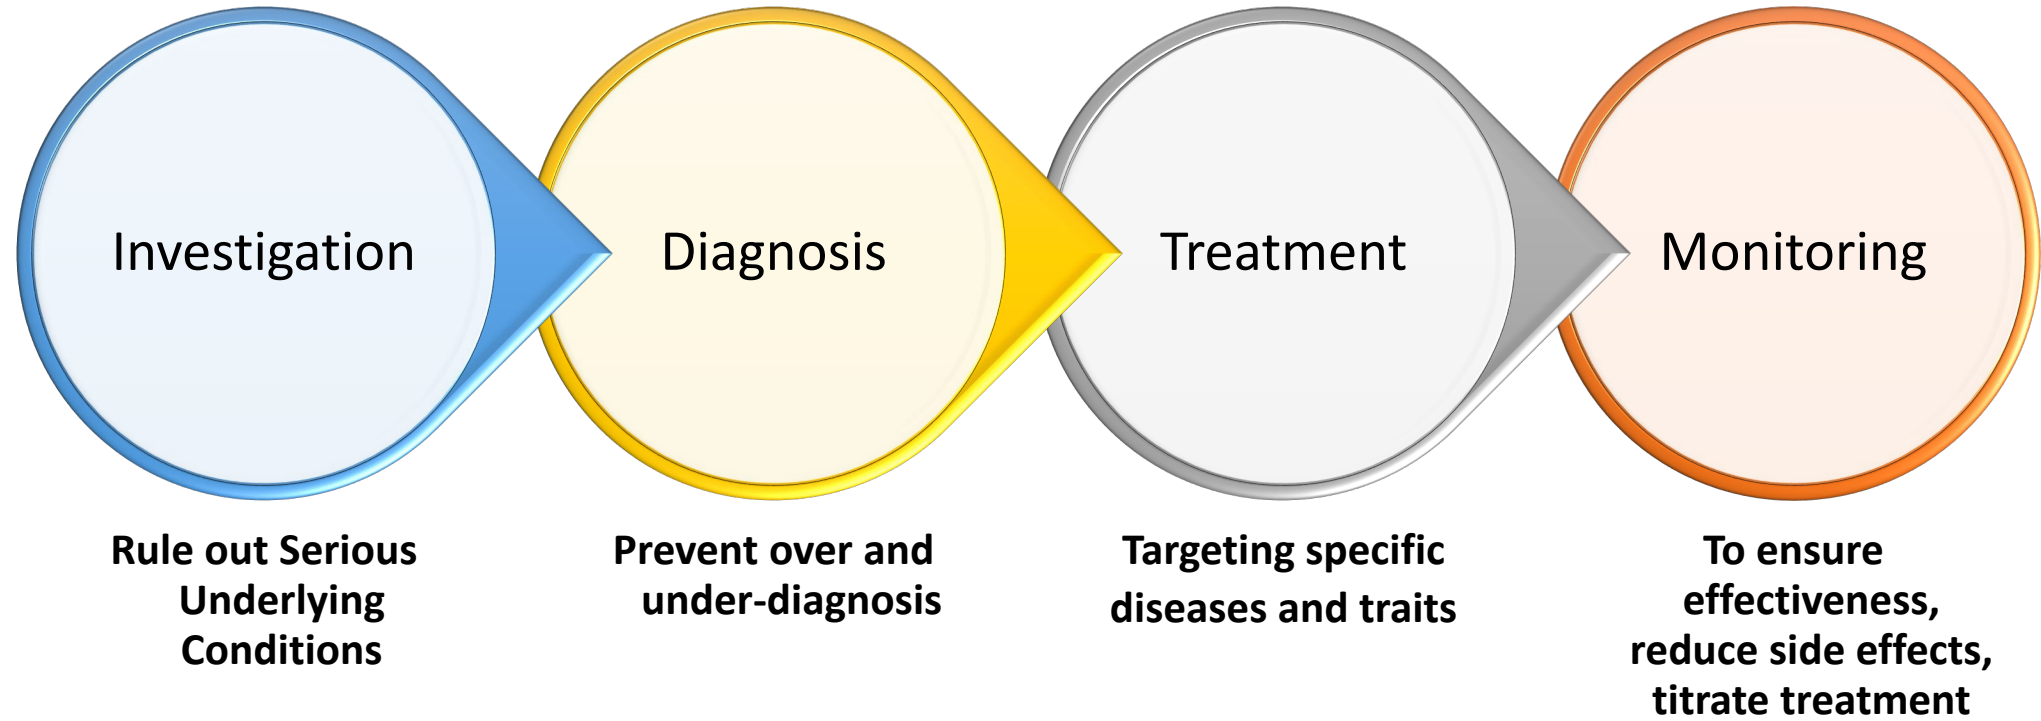 Investigation
Diagnosis
Treatment
Monitoring
Rule out Serious
Underlying
Conditions
Prevent over and
under-diagnosis
Targeting specific
diseases and traits
To ensure
effectiveness,
reduce side effects,
titrate treatment